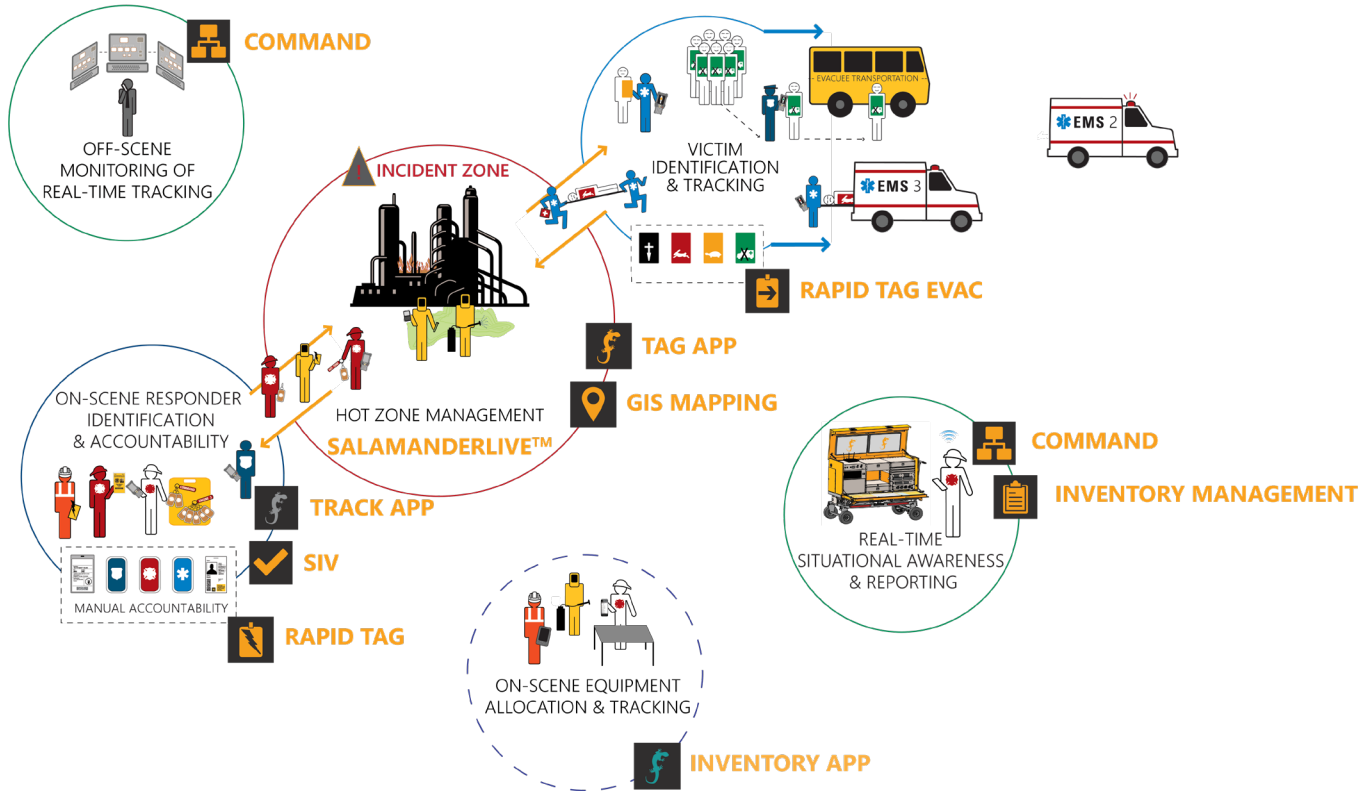 COMMAND
OFF-SCENE
MONITORING OF
REAL-TIME TRACKING
! INCIDENT ZONE
EVACUEE TRANSPORTATION
VICTIM
IDENTIFICATION
& TRACKING
EMS 2
EMS 3
RAPID TAG EVAC
TAG APP
GIS MAPPING
HOT ZONE MANAGEMENT
SALAMANDERLIVE™
ON-SCENE RESPONDER
IDENTIFICATION
& ACCOUNTABILITY
TRACK APP
SIV
MANUAL ACCOUNTABILITY
RAPID TAG
COMMAND
INVENTORY MANAGEMENT
REAL-TIME
SITUATIONAL AWARENESS
& REPORTING
ON-SCENE EQUIPMENT
ALLOCATION & TRACKING
INVENTORY APP